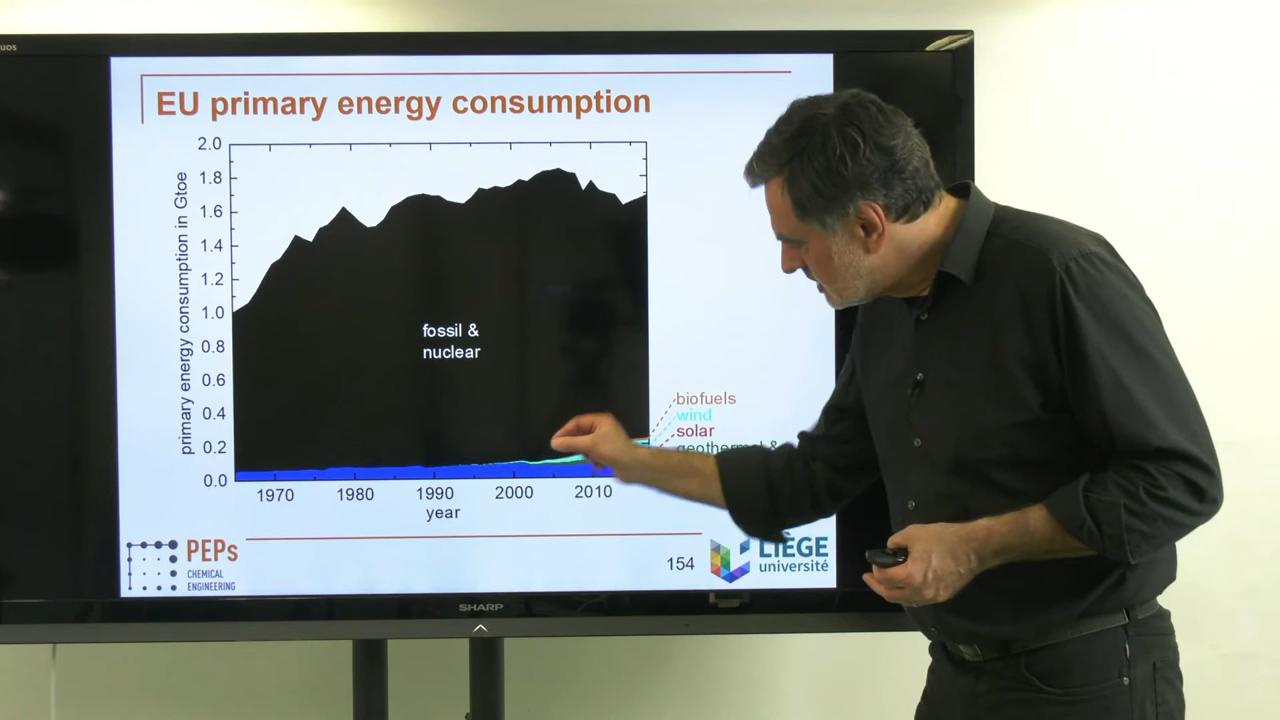 EU primary energy consumption
primary energy consumption in Gtoe
2.0
1.8
1.6
1.4
1.2
1.0
0.8
0.6
0.4
0.2
0.0
fossil &
nuclear
biofuels
wind
solar
geothermal &
1970 1980 1990 2000 2010
year
PEPs
CHEMICAL
ENGINEERING
154
LIÈGE
université
SHARP